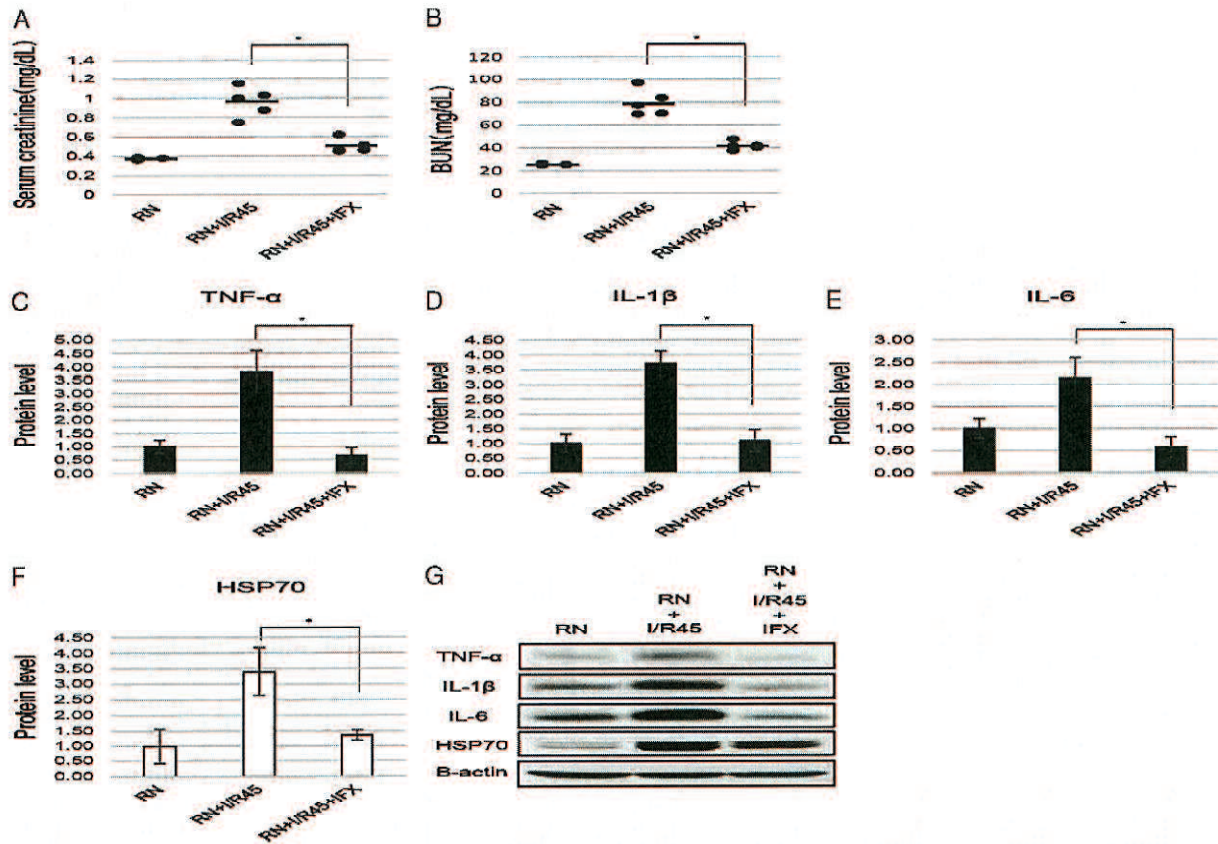 A
Serum creatinine(mg/dL)
1.4
1.2
1
0.8
0.6
0.4
0.2
0
*
RN
RN+I/R45
RN+I/R45+IFX
B
BUN(mg/dL)
120
100
80
60
40
20
0
*
RN
RN+I/R45
RN+I/R45+IFX
C
TNF-α
Protein level
5.00
4.50
4.00
3.50
3.00
2.50
2.00
1.50
1.00
0.50
0.00
*
RN
RN+I/R45
RN+I/R45+IFX
D
IL-1β
Protein level
4.50
4.00
3.50
3.00
2.50
2.00
1.50
1.00
0.50
0.00
*
RN
RN+I/R45
RN+I/R45+IFX
E
IL-6
Protein level
3.00
2.50
2.00
1.50
1.00
0.50
0.00
*
RN
RN+I/R45
RN+I/R45+IFX
F
HSP70
Protein level
4.50
4.00
3.50
3.00
2.50
2.00
1.50
1.00
0.50
0.00
*
RN
RN+I/R45
RN+I/R45+IFX
G
RN
RN
+
I/R45
RN
+
I/R45
+
IFX
TNF-α
IL-1β
IL-6
HSP70
B-actin